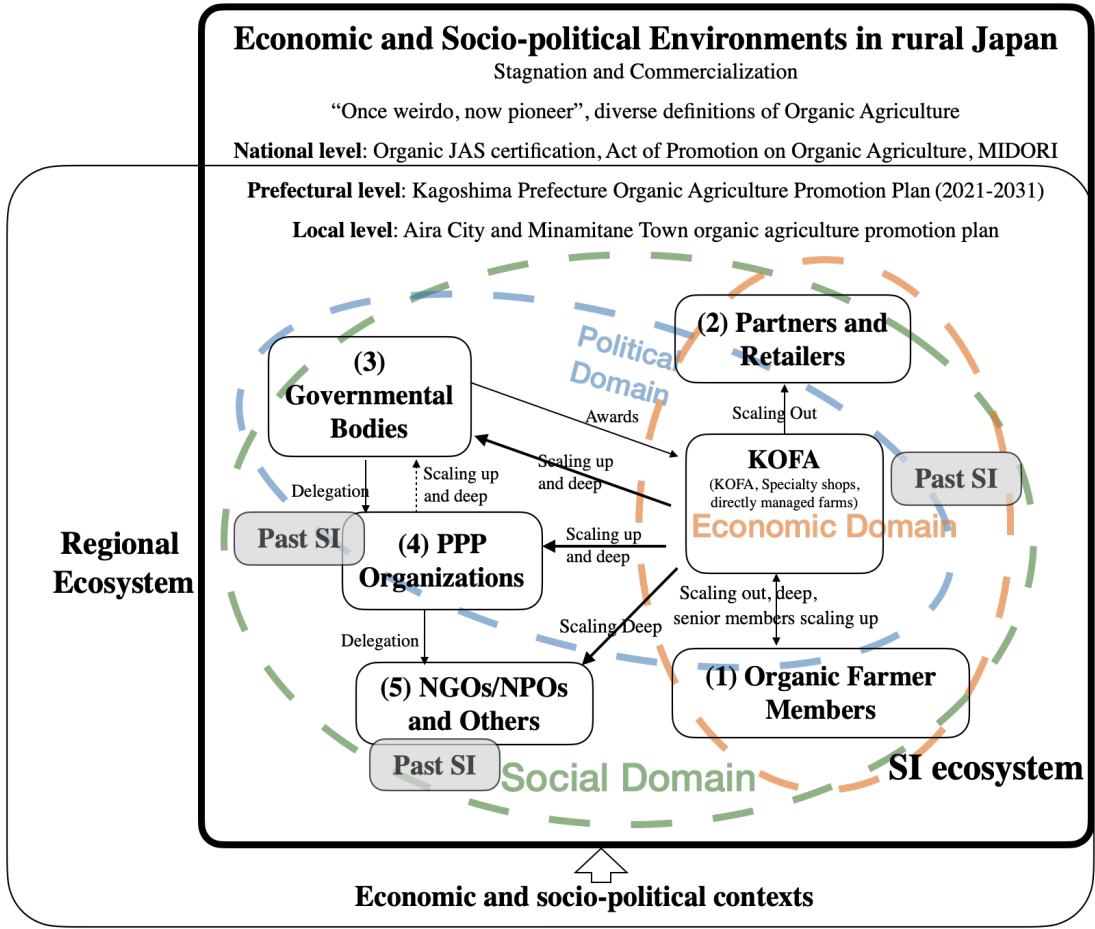 Economic and Socio-political Environments in rural Japan
Stagnation and Commercialization
“Once weirdo, now pioneer”, diverse definitions of Organic Agriculture
National level: Organic JAS certification, Act of Promotion on Organic Agriculture, MIDORI
Prefectural level: Kagoshima Prefecture Organic Agriculture Promotion Plan (2021-2031)
Local level: Aira City and Minamitane Town organic agriculture promotion plan
(2) Partners and
Retailers
Political
Domain
(3)
Governmental
Bodies
Awards
Scaling Out
KOFA
(KOFA, Specialty shops,
directly managed farms)
Economic Domain
Past SI
Scaling up
and deep
Scaling up
and deep
Delegation
Past SI
(4) PPP
Organizations
Scaling up
and deep
Regional
Ecosystem
Scaling out, deep,
senior members scaling up
Scaling Deep
Delegation
(5) NGOs/NPOs
and Others
(1) Organic Farmer
Members
Past SI
Social Domain
SI ecosystem
Economic and socio-political contexts